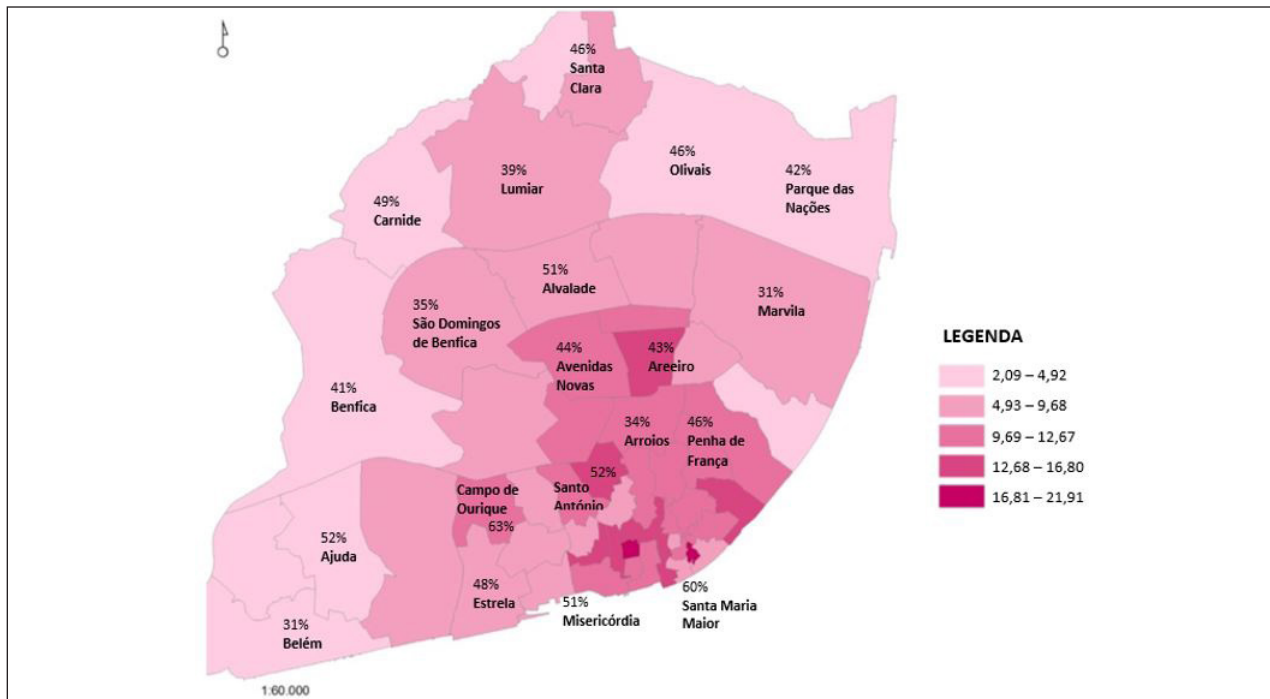 46%
Santa
Clara
39%
Lumiar
46%
Olivais
42%
Parque das
Nações
49%
Carnide
51%
Alvalade
31%
Marvila
35%
São Domingos
de Benfica
44%
Avenidas
Novas
43%
Areeiro
41%
Benfica
34%
Arroios
46%
Penha de
França
52%
Santo
António
Campo de
Ourique
63%
52%
Ajuda
48%
Estrela
51%
Misericórdia
60%
Santa Maria
Maior
31%
Belém
LEGENDA
2,09 – 4,92
4,93 – 9,68
9,69 – 12,67
12,68 – 16,80
16,81 – 21,91
1:60.000